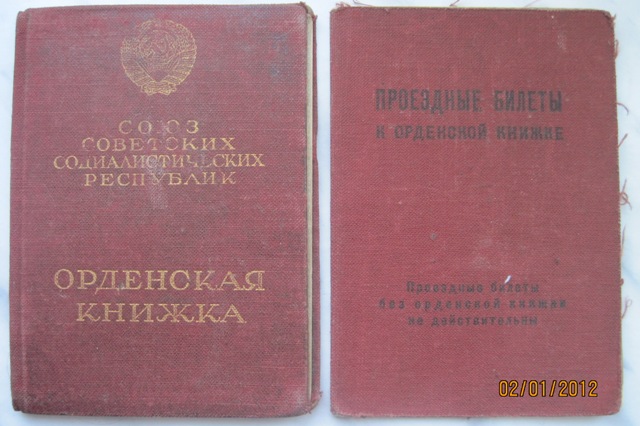 СОЮЗ
СОВЕТСКИХ
СОЦИАЛИСТИЧЕСКИХ
РЕСПУБЛИК
ОРДЕНСКАЯ
КНИЖКА
ПРОЕЗДНЫЕ БИЛЕТЫ
К ОРДЕНСКОЙ КНИЖКЕ
Проездные билеты
без орденской книжки
не действительны
02/01/2012